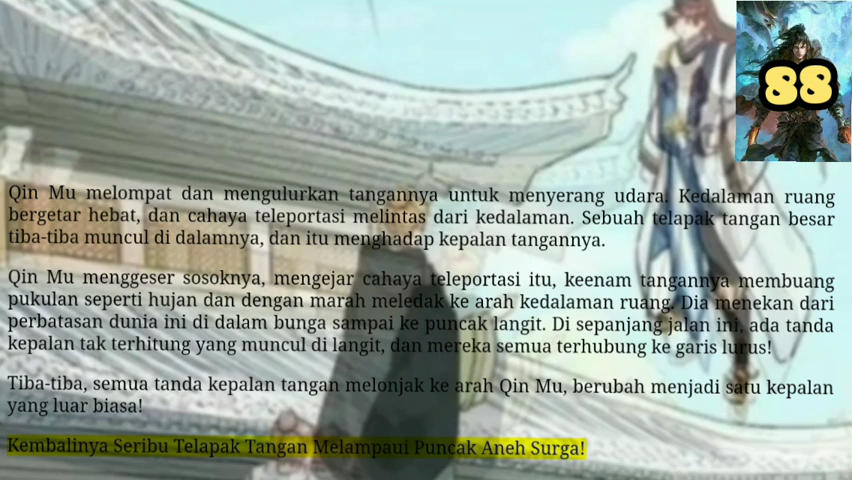 88
Qin Mu melompat dan mengulurkan tangannya untuk menyerang udara. Kedalaman ruang
bergetar hebat, dan cahaya teleportasi melintas dari kedalaman. Sebuah telapak tangan besar
tiba-tiba muncul di dalamnya, dan itu menghadap kepalan tangannya.
Qin Mu menggeser sosoknya, mengejar cahaya teleportasi itu, keenam tangannya membuang
pukulan seperti hujan dan dengan marah meledak ke arah kedalaman ruang. Dia menekan dari
perbatasan dunia ini di dalam bunga sampai ke puncak langit. Di sepanjang jalan ini, ada tanda
kepalan tak terhitung yang muncul di langit, dan mereka semua terhubung ke garis lurus!
Tiba-tiba, semua tanda kepalan tangan melonjak ke arah Qin Mu, berubah menjadi satu kepalan
yang luar biasa!
Kembalinya Seribu Telapak Tangan Melampaui Puncak Aneh Surga!